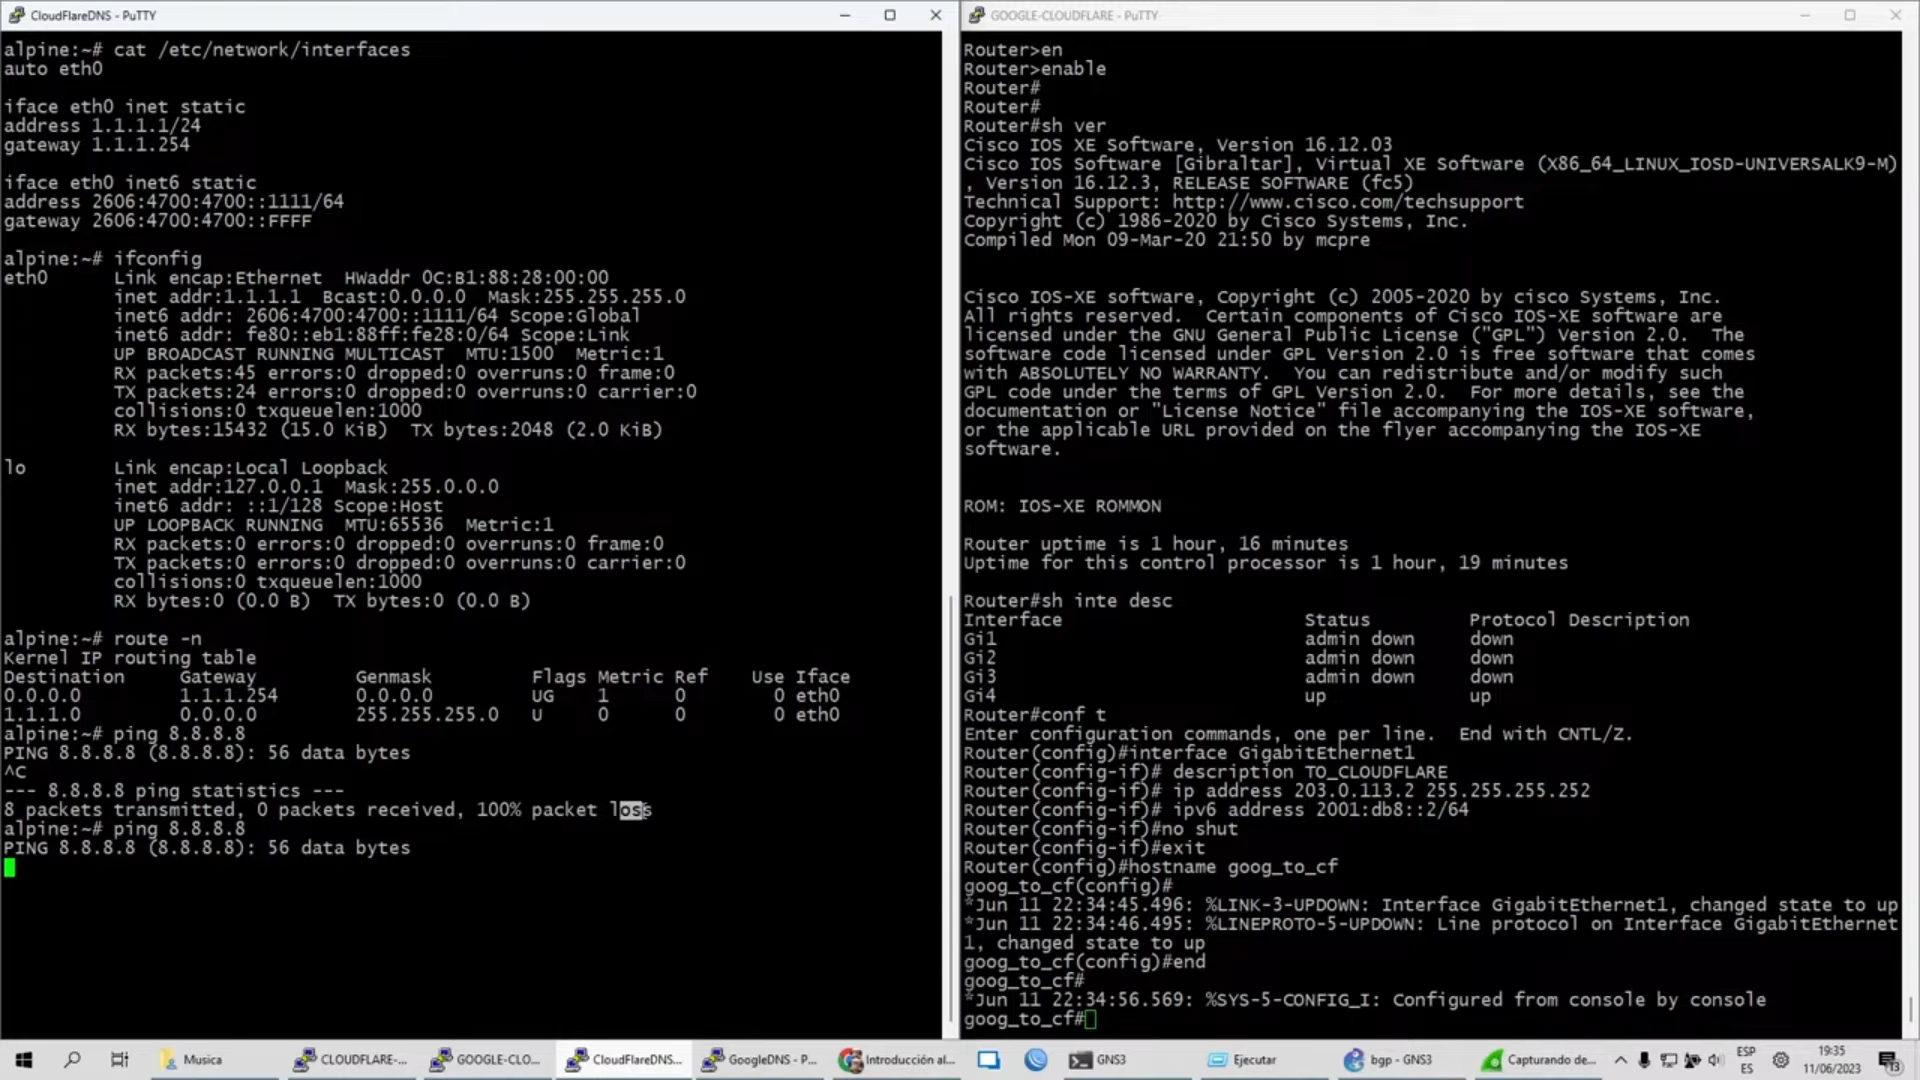 CloudFlareDNS - PuTTY
alpine:~# cat /etc/network/interfaces
auto eth0
iface eth0 inet static
address 1.1.1.1/24
gateway 1.1.1.254
iface eth0 inet6 static
address 2606:4700:4700::1111/64
gateway 2606:4700:4700::FFFF
alpine:~# ifconfig
eth0 Link encap:Ethernet HWaddr 0C:B1:88:28:00:00
inet addr:1.1.1.1 Bcast:0.0.0.0 Mask:255.255.255.0
inet6 addr: 2606:4700:4700::1111/64 Scope:Global
inet6 addr: fe80::eb1:88ff:fe28:0/64 Scope:Link
UP BROADCAST RUNNING MULTICAST MTU:1500 Metric:1
RX packets:45 errors:0 dropped:0 overruns:0 frame:0
TX packets:24 errors:0 dropped:0 overruns:0 carrier:0
collisions:0 txqueuelen:1000
RX bytes:15432 (15.0 KiB) TX bytes:2048 (2.0 KiB)
lo Link encap:Local Loopback
inet addr:127.0.0.1 Mask:255.0.0.0
inet6 addr: ::1/128 Scope:Host
UP LOOPBACK RUNNING MTU:65536 Metric:1
RX packets:0 errors:0 dropped:0 overruns:0 frame:0
TX packets:0 errors:0 dropped:0 overruns:0 carrier:0
collisions:0 txqueuelen:1000
RX bytes:0 (0.0 B) TX bytes:0 (0.0 B)
alpine:~# route -n
Kernel IP routing table
Destination Gateway Genmask Flags Metric Ref Use Iface
0.0.0.0 1.1.1.254 0.0.0.0 UG 1 0 0 eth0
1.1.1.0 0.0.0.0 255.255.255.0 U 0 0 0 eth0
alpine:~# ping 8.8.8.8
PING 8.8.8.8 (8.8.8.8): 56 data bytes
^C
--- 8.8.8.8 ping statistics ---
8 packets transmitted, 0 packets received, 100% packet loss
alpine:~# ping 8.8.8.8
PING 8.8.8.8 (8.8.8.8): 56 data bytes
GOOGLE-CLOUDFLARE - PuTTY
Router>en
Router>enable
Router#
Router#
Router#sh ver
Cisco IOS XE Software, Version 16.12.03
Cisco IOS Software [Gibraltar], Virtual XE Software (X86_64_LINUX_IOSD-UNIVERSALK9-M)
, Version 16.12.3, RELEASE SOFTWARE (fc5)
Technical Support: http://www.cisco.com/techsupport
Copyright (c) 1986-2020 by Cisco Systems, Inc.
Compiled Mon 09-Mar-20 21:50 by mcpre
Cisco IOS-XE software, Copyright (c) 2005-2020 by cisco Systems, Inc.
All rights reserved. Certain components of Cisco IOS-XE software are
licensed under the GNU General Public License ("GPL") Version 2.0. The
software code licensed under GPL Version 2.0 is free software that comes
with ABSOLUTELY NO WARRANTY. You can redistribute and/or modify such
GPL code under the terms of GPL Version 2.0. For more details, see the
documentation or "License Notice" file accompanying the IOS-XE software,
or the applicable URL provided on the flyer accompanying the IOS-XE
software.
ROM: IOS-XE ROMMON
Router uptime is 1 hour, 16 minutes
Uptime for this control processor is 1 hour, 19 minutes
Router#sh inte desc
Interface Status Protocol Description
Gi1 admin down down
Gi2 admin down down
Gi3 admin down down
Gi4 up up
Router#conf t
Enter configuration commands, one per line. End with CNTL/Z.
Router(config)#interface GigabitEthernet1
Router(config-if)# description TO_CLOUDFLARE
Router(config-if)# ip address 203.0.113.2 255.255.255.252
Router(config-if)# ipv6 address 2001:db8::2/64
Router(config-if)#no shut
Router(config-if)#exit
Router(config)#hostname goog_to_cf
goog_to_cf(config)#
*Jun 11 22:34:45.496: %LINK-3-UPDOWN: Interface GigabitEthernet1, changed state to up
*Jun 11 22:34:46.495: %LINEPROTO-5-UPDOWN: Line protocol on Interface GigabitEthernet
1, changed state to up
goog_to_cf(config)#end
goog_to_cf#
*Jun 11 22:34:56.569: %SYS-5-CONFIG_I: Configured from console by console
goog_to_cf#
Musica
CLOUDFLARE-...
GOOGLE-CLO...
CloudFlareDNS...
GoogleDNS - P...
Introducción al...
GNS3
Ejecutar
bgp - GNS3
Capturando de...
ESP
ES
19:35
11/06/2023
13